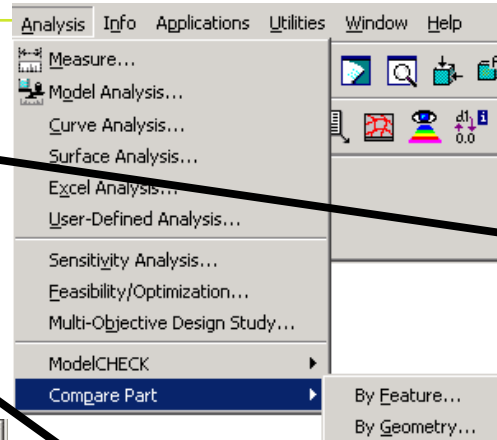 Analysis Info Applications Utilities Window Help
Measure...
Model Analysis...
Curve Analysis...
Surface Analysis...
Excel Analysis...
User-Defined Analysis...
Sensitivity Analysis...
Feasibility/Optimization...
Multi-Objective Design Study...
ModelCHECK
Compare Part
By Feature...
By Geometry...
d1
0.0